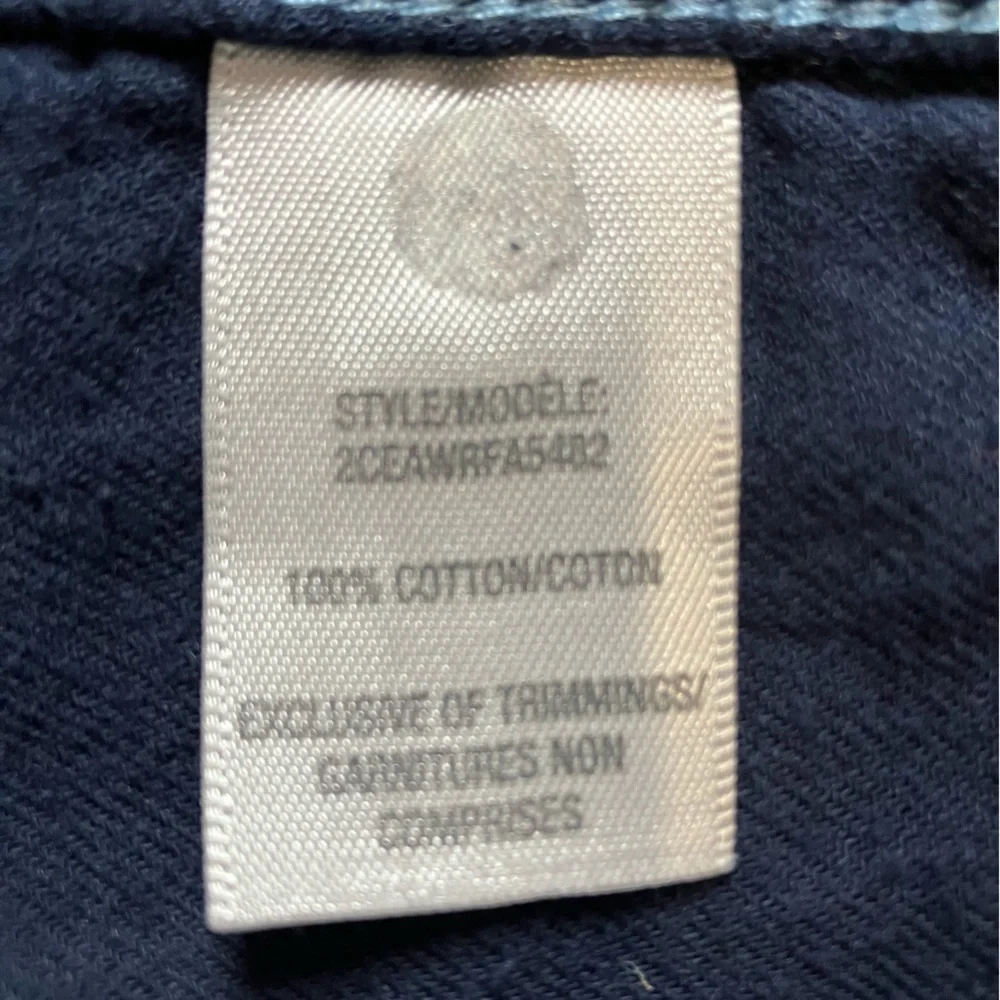 STYLE/MODÈLE:
2CEAWRFA5482
100% COTTON/COTON
EXCLUSIVE OF TRIMMINGS/
GARNITURES NON
COMPRISES